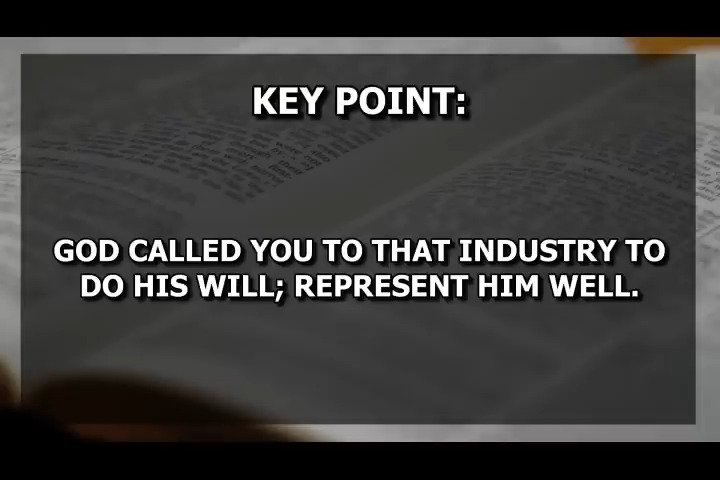 KEY POINT:
GOD CALLED YOU TO THAT INDUSTRY TO
DO HIS WILL; REPRESENT HIM WELL.